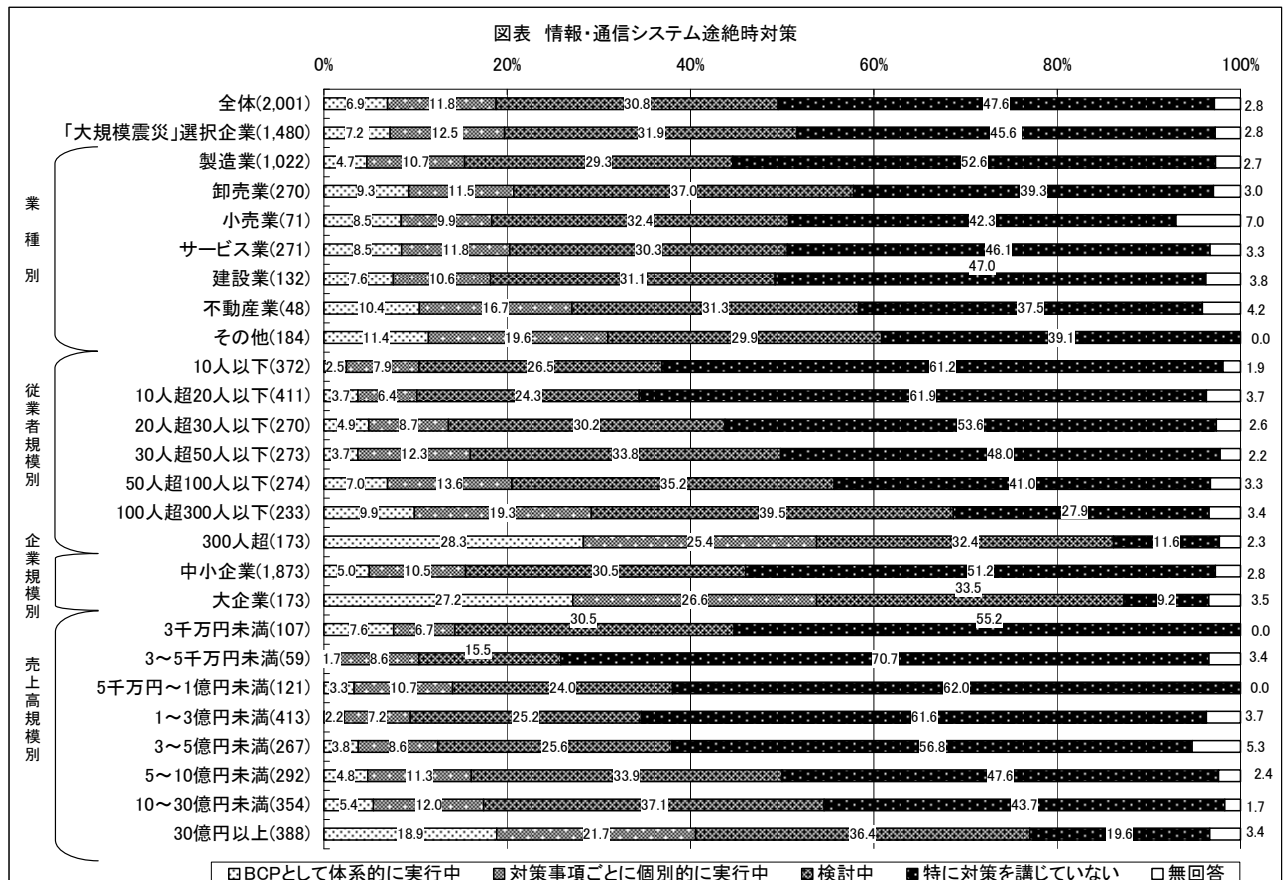 図表 情報・通信システム途絶時対策
0% 20% 40% 60% 80% 100%
全体(2,001) 6.9 11.8 30.8 47.6 2.8
「大規模震災」選択企業(1,480) 7.2 12.5 31.9 45.6 2.8
業種別
製造業(1,022) 4.7 10.7 29.3 52.6 2.7
卸売業(270) 9.3 11.5 37.0 39.3 3.0
小売業(71) 8.5 9.9 32.4 42.3 7.0
サービス業(271) 8.5 11.8 30.3 46.1 3.3
建設業(132) 7.6 10.6 31.1 47.0 3.8
不動産業(48) 10.4 16.7 31.3 37.5 4.2
その他(184) 11.4 19.6 29.9 39.1 0.0
従業者規模別
10人以下(372) 2.5 7.9 26.5 61.2 1.9
10人超20人以下(411) 3.7 6.4 24.3 61.9 3.7
20人超30人以下(270) 4.9 8.7 30.2 53.6 2.6
30人超50人以下(273) 3.7 12.3 33.8 48.0 2.2
50人超100人以下(274) 7.0 13.6 35.2 41.0 3.3
100人超300人以下(233) 9.9 19.3 39.5 27.9 3.4
300人超(173) 28.3 25.4 32.4 11.6 2.3
企業規模別
中小企業(1,873) 5.0 10.5 30.5 51.2 2.8
大企業(173) 27.2 26.6 33.5 9.2 3.5
売上高規模別
3千万円未満(107) 7.6 6.7 30.5 55.2 0.0
3～5千万円未満(59) 1.7 8.6 15.5 70.7 3.4
5千万円～1億円未満(121) 3.3 10.7 24.0 62.0 0.0
1～3億円未満(413) 2.2 7.2 25.2 61.6 3.7
3～5億円未満(267) 3.8 8.6 25.6 56.8 5.3
5～10億円未満(292) 4.8 11.3 33.9 47.6 2.4
10～30億円未満(354) 5.4 12.0 37.1 43.7 1.7
30億円以上(388) 18.9 21.7 36.4 19.6 3.4
BCPとして体系的に実行中 対策事項ごとに個別的に実行中 検討中 特に対策を講じていない 無回答